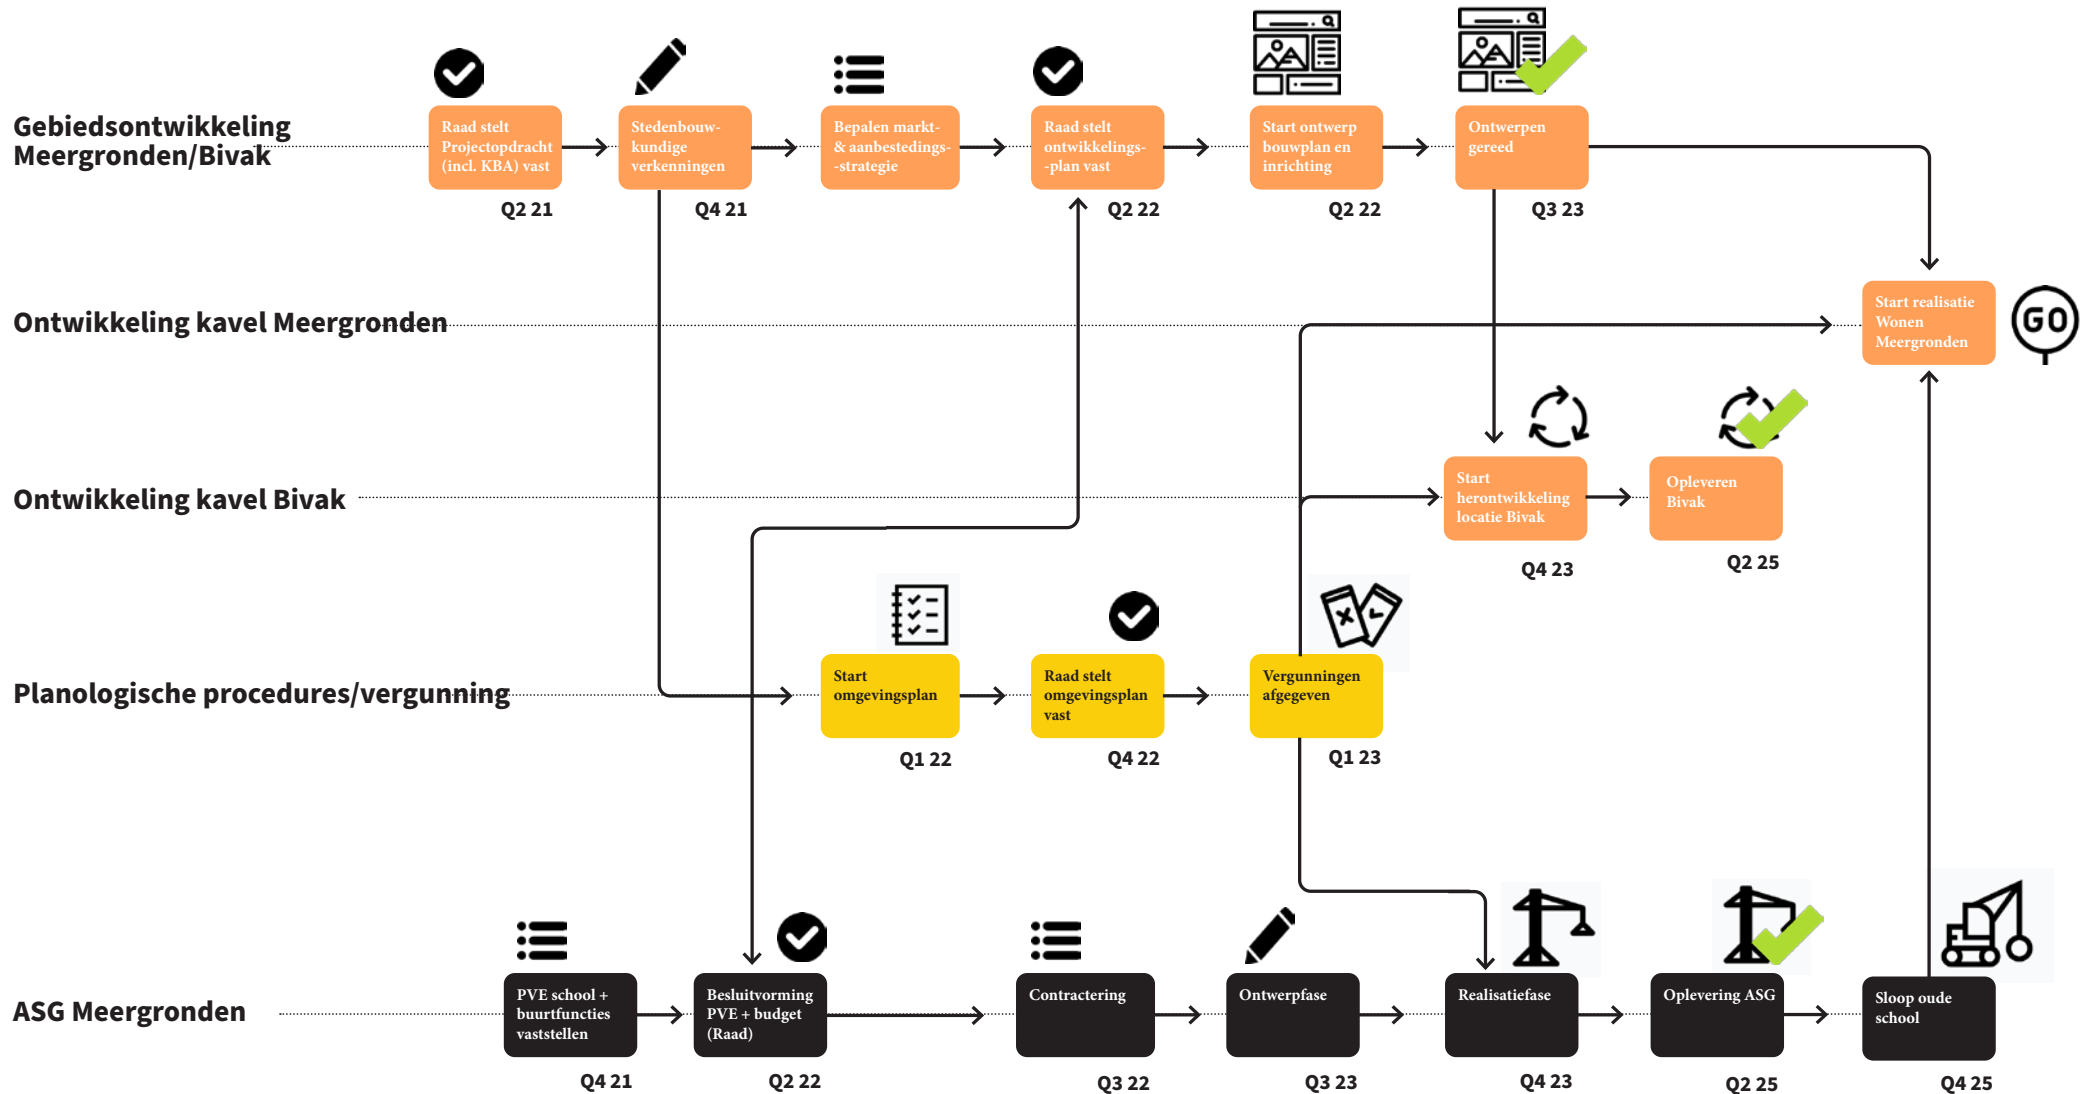 Gebiedsontwikkeling
Meergronden/Bivak
Raad stelt
Projectopdracht
(incl. KBA) vast
Q2 21
Stedenbouw-
kundige
verkenningen
Q4 21
Bepalen markt-
& aanbestedings-
-strategie
Raad stelt
ontwikkelings-
-plan vast
Q2 22
Start ontwerp
bouwplan en
inrichting
Q2 22
Ontwerpen
gereed
Q3 23
Ontwikkeling kavel Meergronden
Start realisatie
Wonen
Meergronden
GO
Ontwikkeling kavel Bivak
Start
herontwikkeling
locatie Bivak
Q4 23
Opleveren
Bivak
Q2 25
Planologische procedures/vergunning
Start
omgevingsplan
Q1 22
Raad stelt
omgevingsplan
vast
Q4 22
Vergunningen
afgegeven
Q1 23
ASG Meergronden
PVE school +
buurtfuncties
vaststellen
Q4 21
Besluitvorming
PVE + budget
(Raad)
Q2 22
Contractering
Q3 22
Ontwerpfase
Q3 23
Realisatiefase
Q4 23
Oplevering ASG
Q2 25
Sloop oude
school
Q4 25